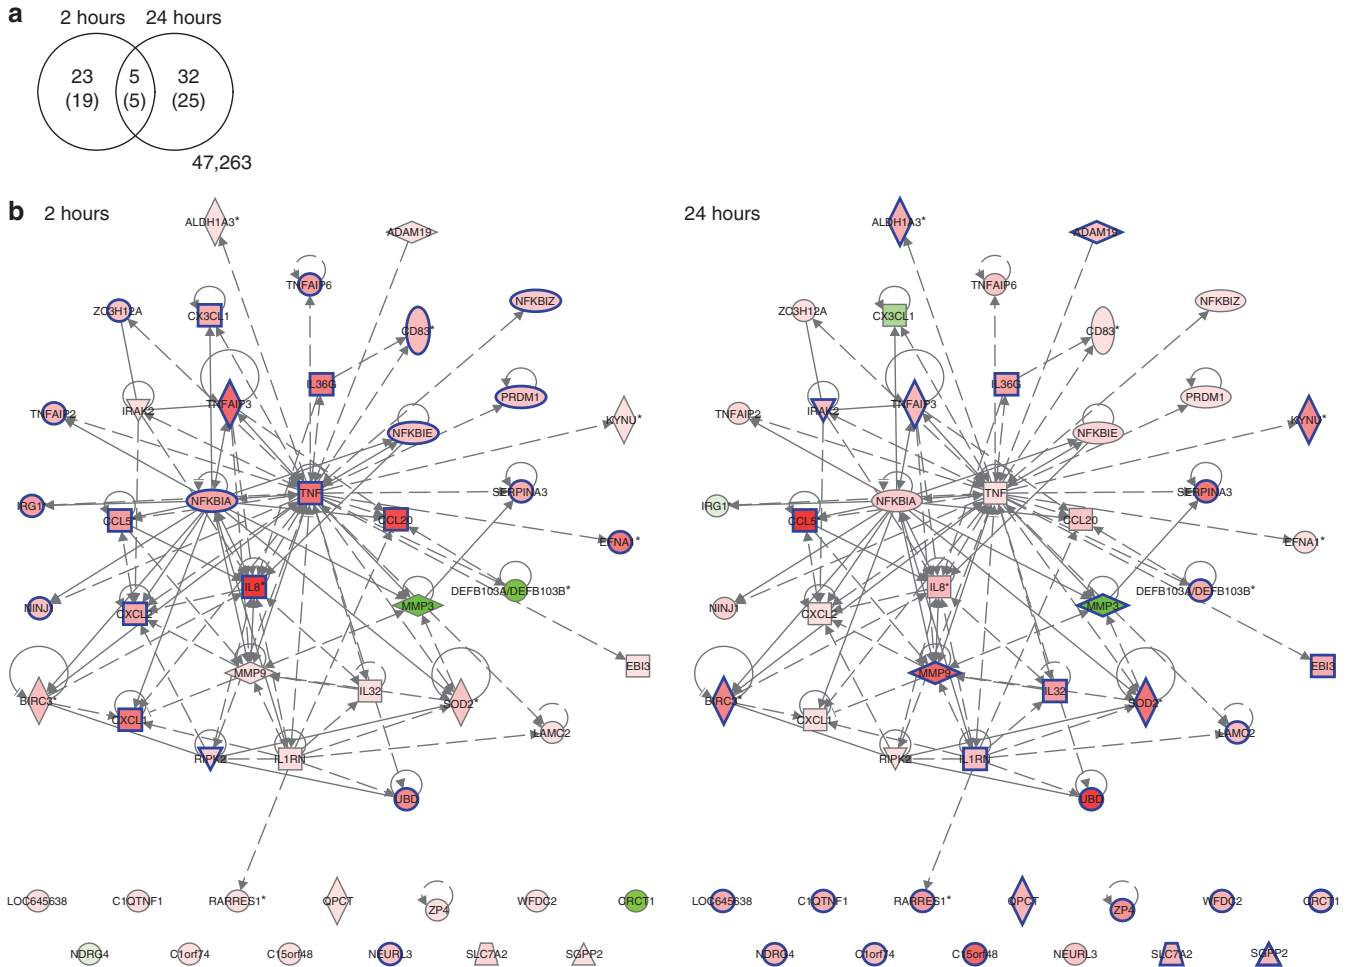 a
2 hours 24 hours
23 5 32
(19) (5) (25)
47,263
b 2 hours
ALDH1A3*
ADAM19
TNFAIP6
NFKBIZ
ZC3H12A
CX3CL1
CD83*
IL36G
PRDM1
TNFAIP2
IRAK2
TNFAIP3
KYNU*
NFKBIE
NFKBIA
TNF
SERPINA3
IRG1
CCL5
CCL20
EFNA1*
IL8*
DEFB103A/DEFB103B*
NINJ1
CXCL2
MMP3
EBI3
MMP9
IL32
BIRC3*
SOD2*
CXCL1
LAMC2
RIPK2
IL1RN
UBD
LOC645638
C1QTNF1
RARRES1*
QPCT
ZP4
WFDC2
CRCT1
NDRG4
C1orf74
C15orf48
NEURL3
SLC7A2
SGPP2
24 hours
ALDH1A3*
ADAM19
TNFAIP6
NFKBIZ
ZC3H12A
CX3CL1
CD83*
IL36G
PRDM1
TNFAIP2
IRAK2
TNFAIP3
KYNU*
NFKBIE
NFKBIA
TNF
SERPINA3
IRG1
CCL5
CCL20
EFNA1*
IL8*
DEFB103A/DEFB103B*
NINJ1
CXCL2
MMP3
EBI3
MMP9
IL32
BIRC3*
SOD2*
CXCL1
LAMC2
RIPK2
IL1RN
UBD
LOC645638
C1QTNF1
RARRES1*
QPCT
ZP4
WFDC2
CRCT1
NDRG4
C1orf74
C15orf48
NEURL3
SLC7A2
SGPP2